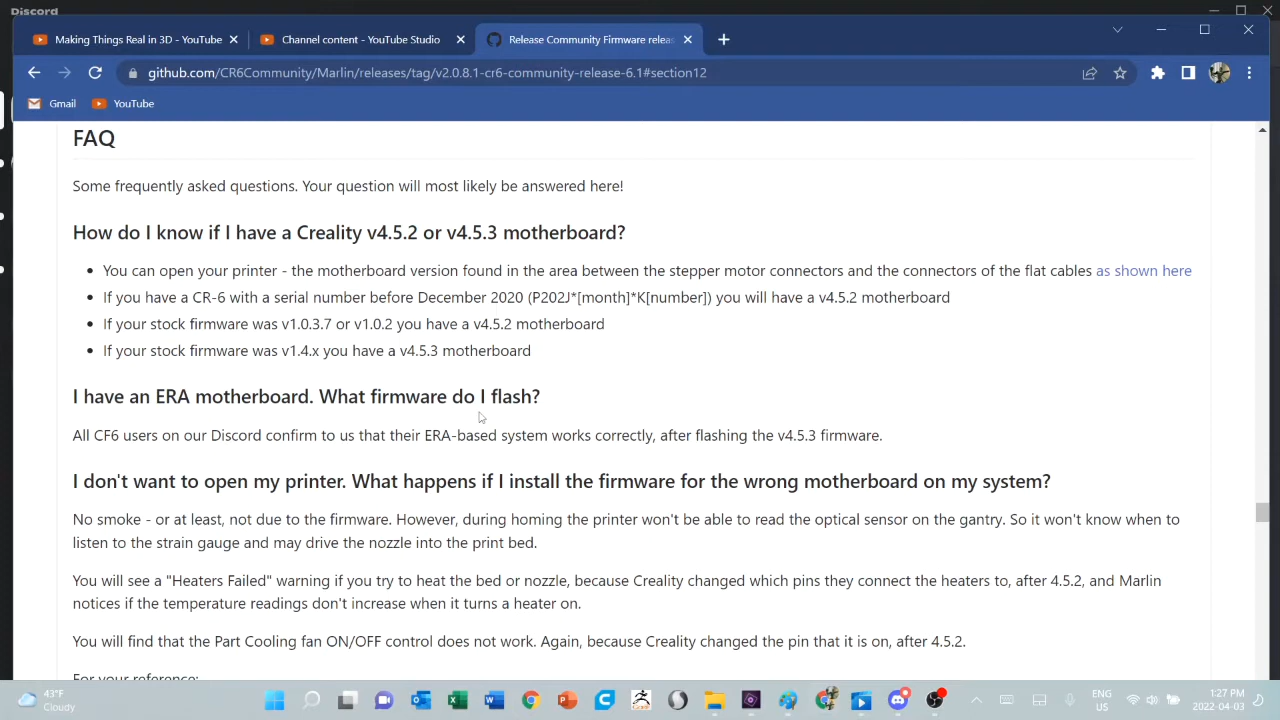 Discord
Making Things Real in 3D - YouTube
Channel content - YouTube Studio
Release Community Firmware relea
github.com/CR6Community/Marlin/releases/tag/v2.0.8.1-cr6-community-release-6.1#section12
Gmail
YouTube
FAQ
Some frequently asked questions. Your question will most likely be answered here!
How do I know if I have a Creality v4.5.2 or v4.5.3 motherboard?
You can open your printer - the motherboard version found in the area between the stepper motor connectors and the connectors of the flat cables as shown here
If you have a CR-6 with a serial number before December 2020 (P202J*[month]*K[number]) you will have a v4.5.2 motherboard
If your stock firmware was v1.0.3.7 or v1.0.2 you have a v4.5.2 motherboard
If your stock firmware was v1.4.x you have a v4.5.3 motherboard
I have an ERA motherboard. What firmware do I flash?
All CF6 users on our Discord confirm to us that their ERA-based system works correctly, after flashing the v4.5.3 firmware.
I don't want to open my printer. What happens if I install the firmware for the wrong motherboard on my system?
No smoke - or at least, not due to the firmware. However, during homing the printer won't be able to read the optical sensor on the gantry. So it won't know when to
listen to the strain gauge and may drive the nozzle into the print bed.
You will see a "Heaters Failed" warning if you try to heat the bed or nozzle, because Creality changed which pins they connect the heaters to, after 4.5.2, and Marlin
notices if the temperature readings don't increase when it turns a heater on.
You will find that the Part Cooling fan ON/OFF control does not work. Again, because Creality changed the pin that it is on, after 4.5.2.
For your reference:
43°F
Cloudy
ENG
US
1:27 PM
2022-04-03